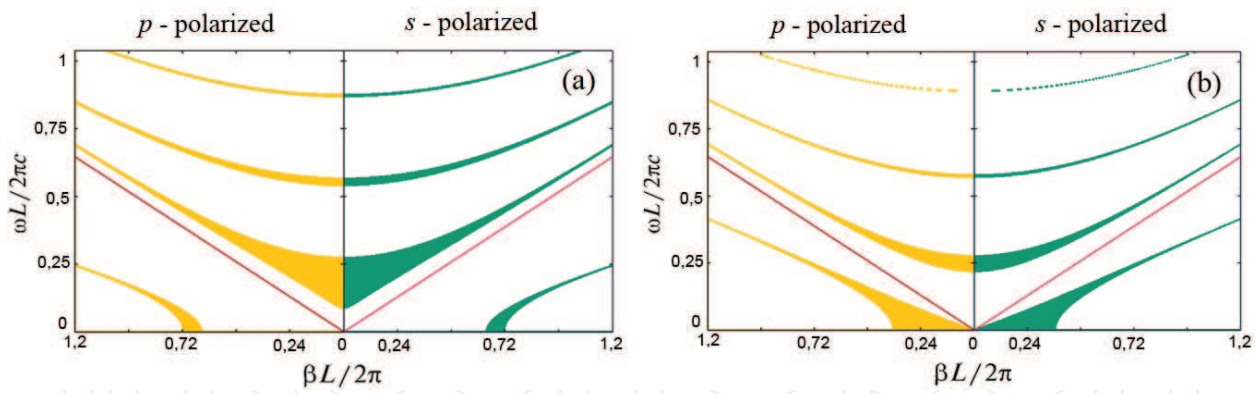 p - polarized
s - polarized
p - polarized
s - polarized
(a)
(b)
ωL/2πc
1
0,75
0,5
0,25
0
1,2
0,72
0,24
0
0,24
0,72
1,2
βL/2π
ωL/2πc
1
0,75
0,5
0,25
0
1,2
0,72
0,24
0
0,24
0,72
1,2
βL/2π